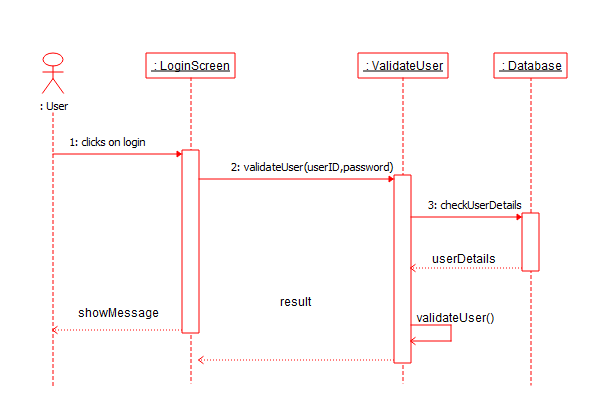 : LoginScreen
: ValidateUser
: Database
: User
1: clicks on login
2: validateUser(userID,password)
3: checkUserDetails
userDetails
result
showMessage
validateUser()